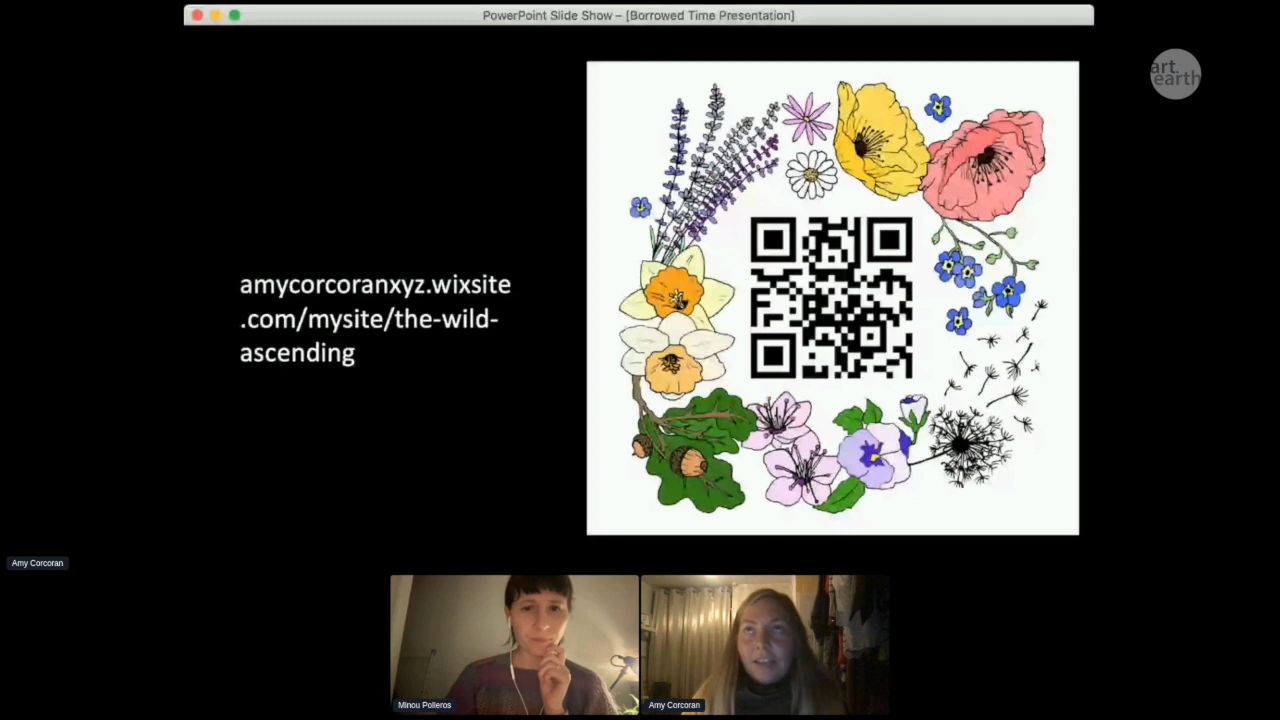 PowerPoint Slide Show – [Borrowed Time Presentation]
art
earth
amycorcoranxyz.wixsite
.com/mysite/the-wild-
ascending
Amy Corcoran
Minou Polleros
Amy Corcoran